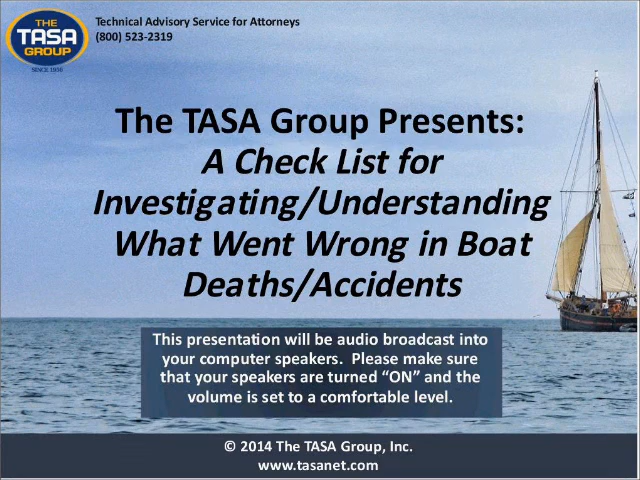 THE
TASA
GROUP
SINCE 1956
Technical Advisory Service for Attorneys
(800) 523-2319
The TASA Group Presents:
A Check List for
Investigating/Understanding
What Went Wrong in Boat
Deaths/Accidents
This presentation will be audio broadcast into
your computer speakers.  Please make sure
that your speakers are turned “ON” and the
volume is set to a comfortable level.
© 2014 The TASA Group, Inc.
www.tasanet.com